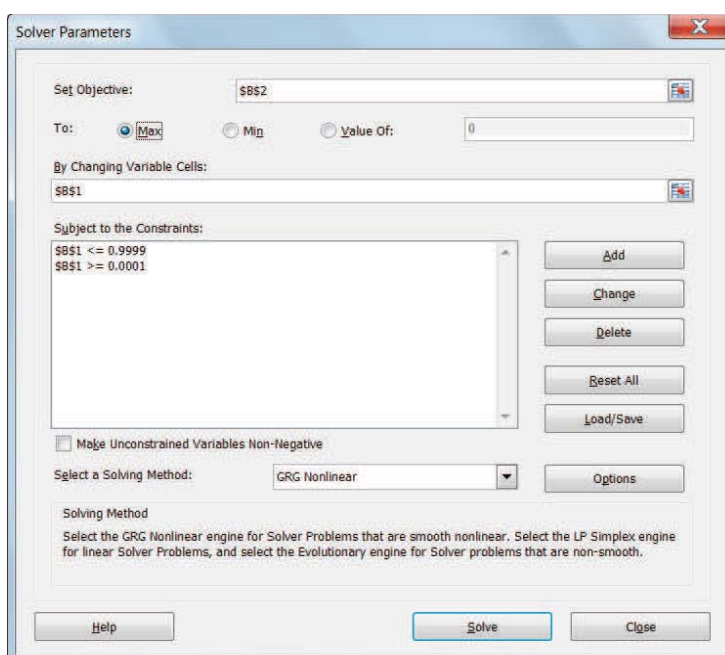 Solver Parameters
Set Objective: $B$2
To: Max Min Value Of: 0
By Changing Variable Cells:
$B$1
Subject to the Constraints:
$B$1 <= 0.9999
$B$1 >= 0.0001
Add
Change
Delete
Reset All
Load/Save
Make Unconstrained Variables Non-Negative
Select a Solving Method: GRG Nonlinear Options
Solving Method
Select the GRG Nonlinear engine for Solver Problems that are smooth nonlinear. Select the LP Simplex engine
for linear Solver Problems, and select the Evolutionary engine for Solver problems that are non-smooth.
Help Solve Close